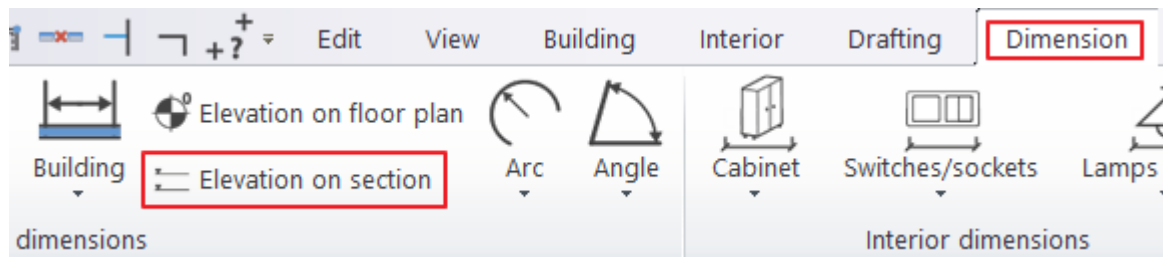 Edit View Building Interior Drafting Dimension
Elevation on floor plan
Building Elevation on section Arc Angle Cabinet Switches/sockets Lamps
dimensions Interior dimensions